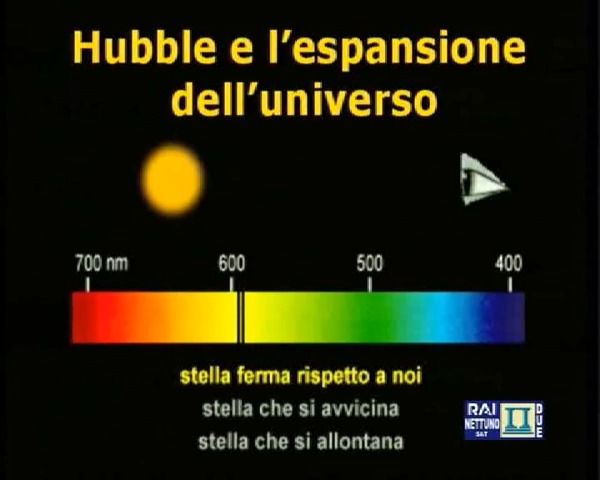 Hubble e l'espansione
dell'universo
700 nm 600 500 400
stella ferma rispetto a noi
stella che si avvicina
stella che si allontana
RAI
NETTUNO
SAT
DUE